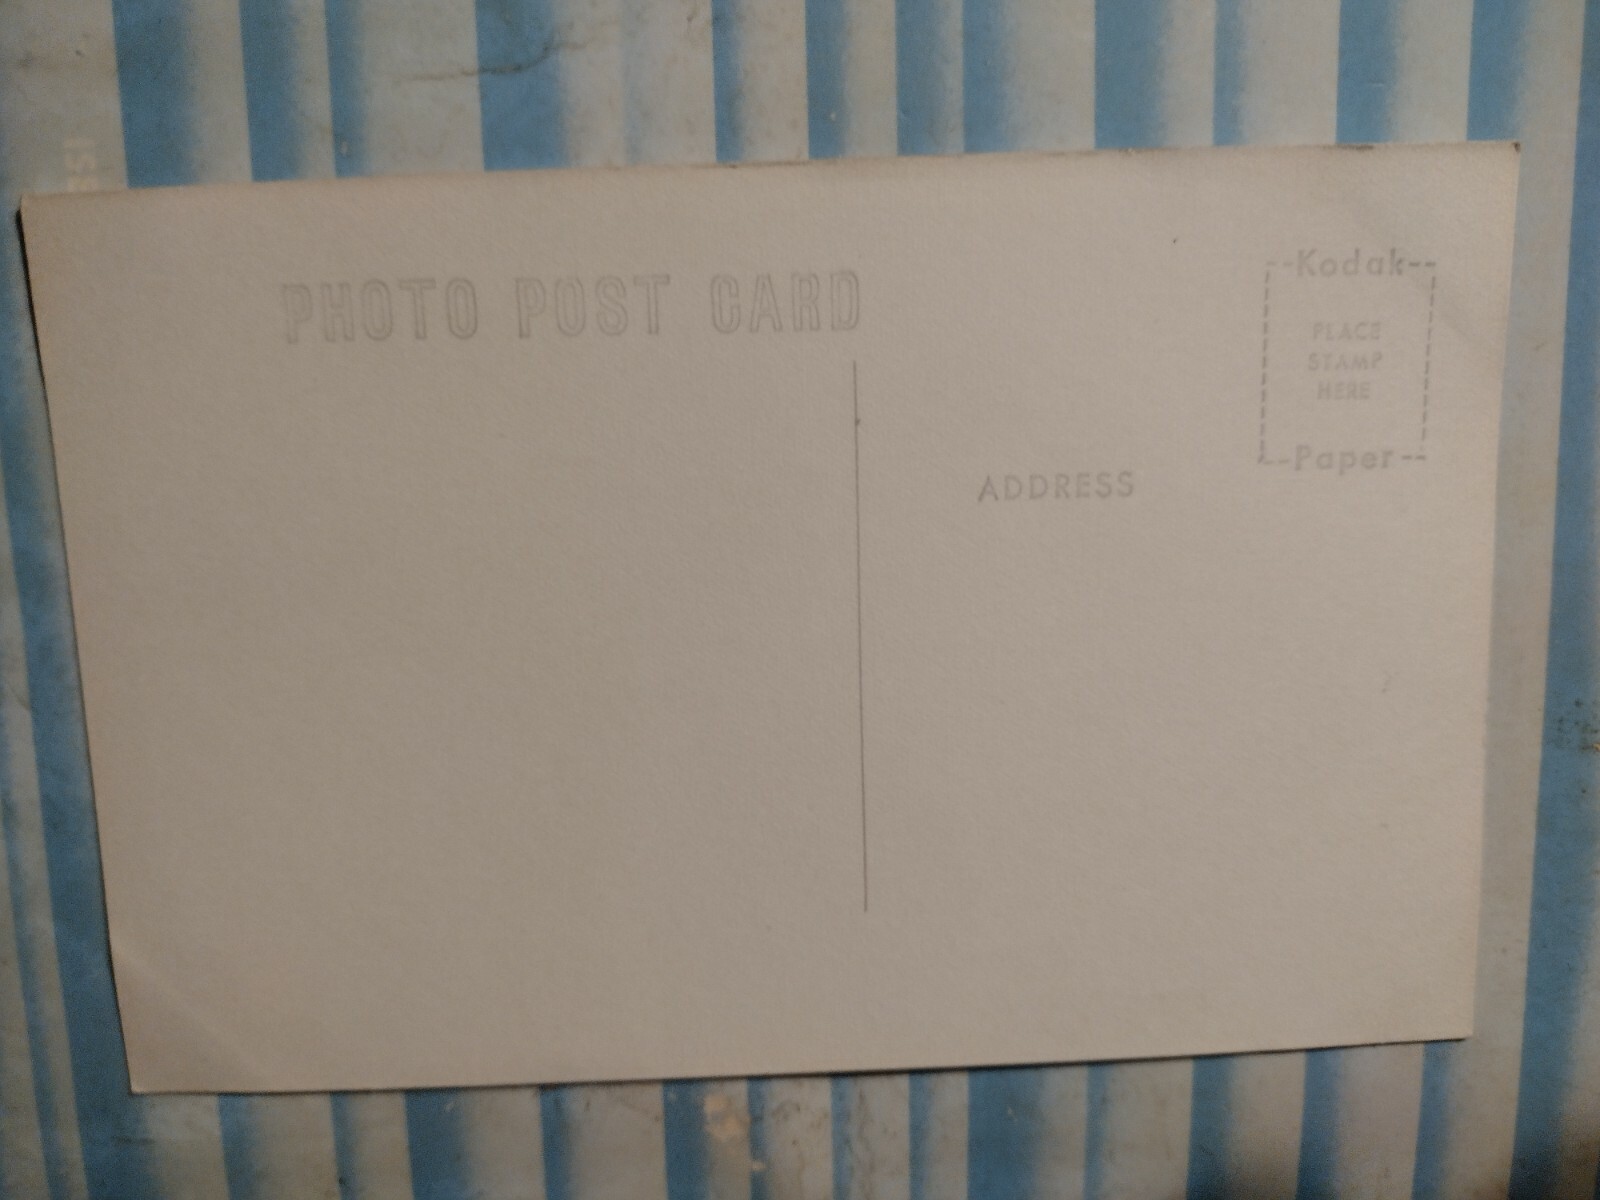 PHOTO POST CARD
--Kodak--
PLACE
STAMP
HERE
--Paper--
ADDRESS